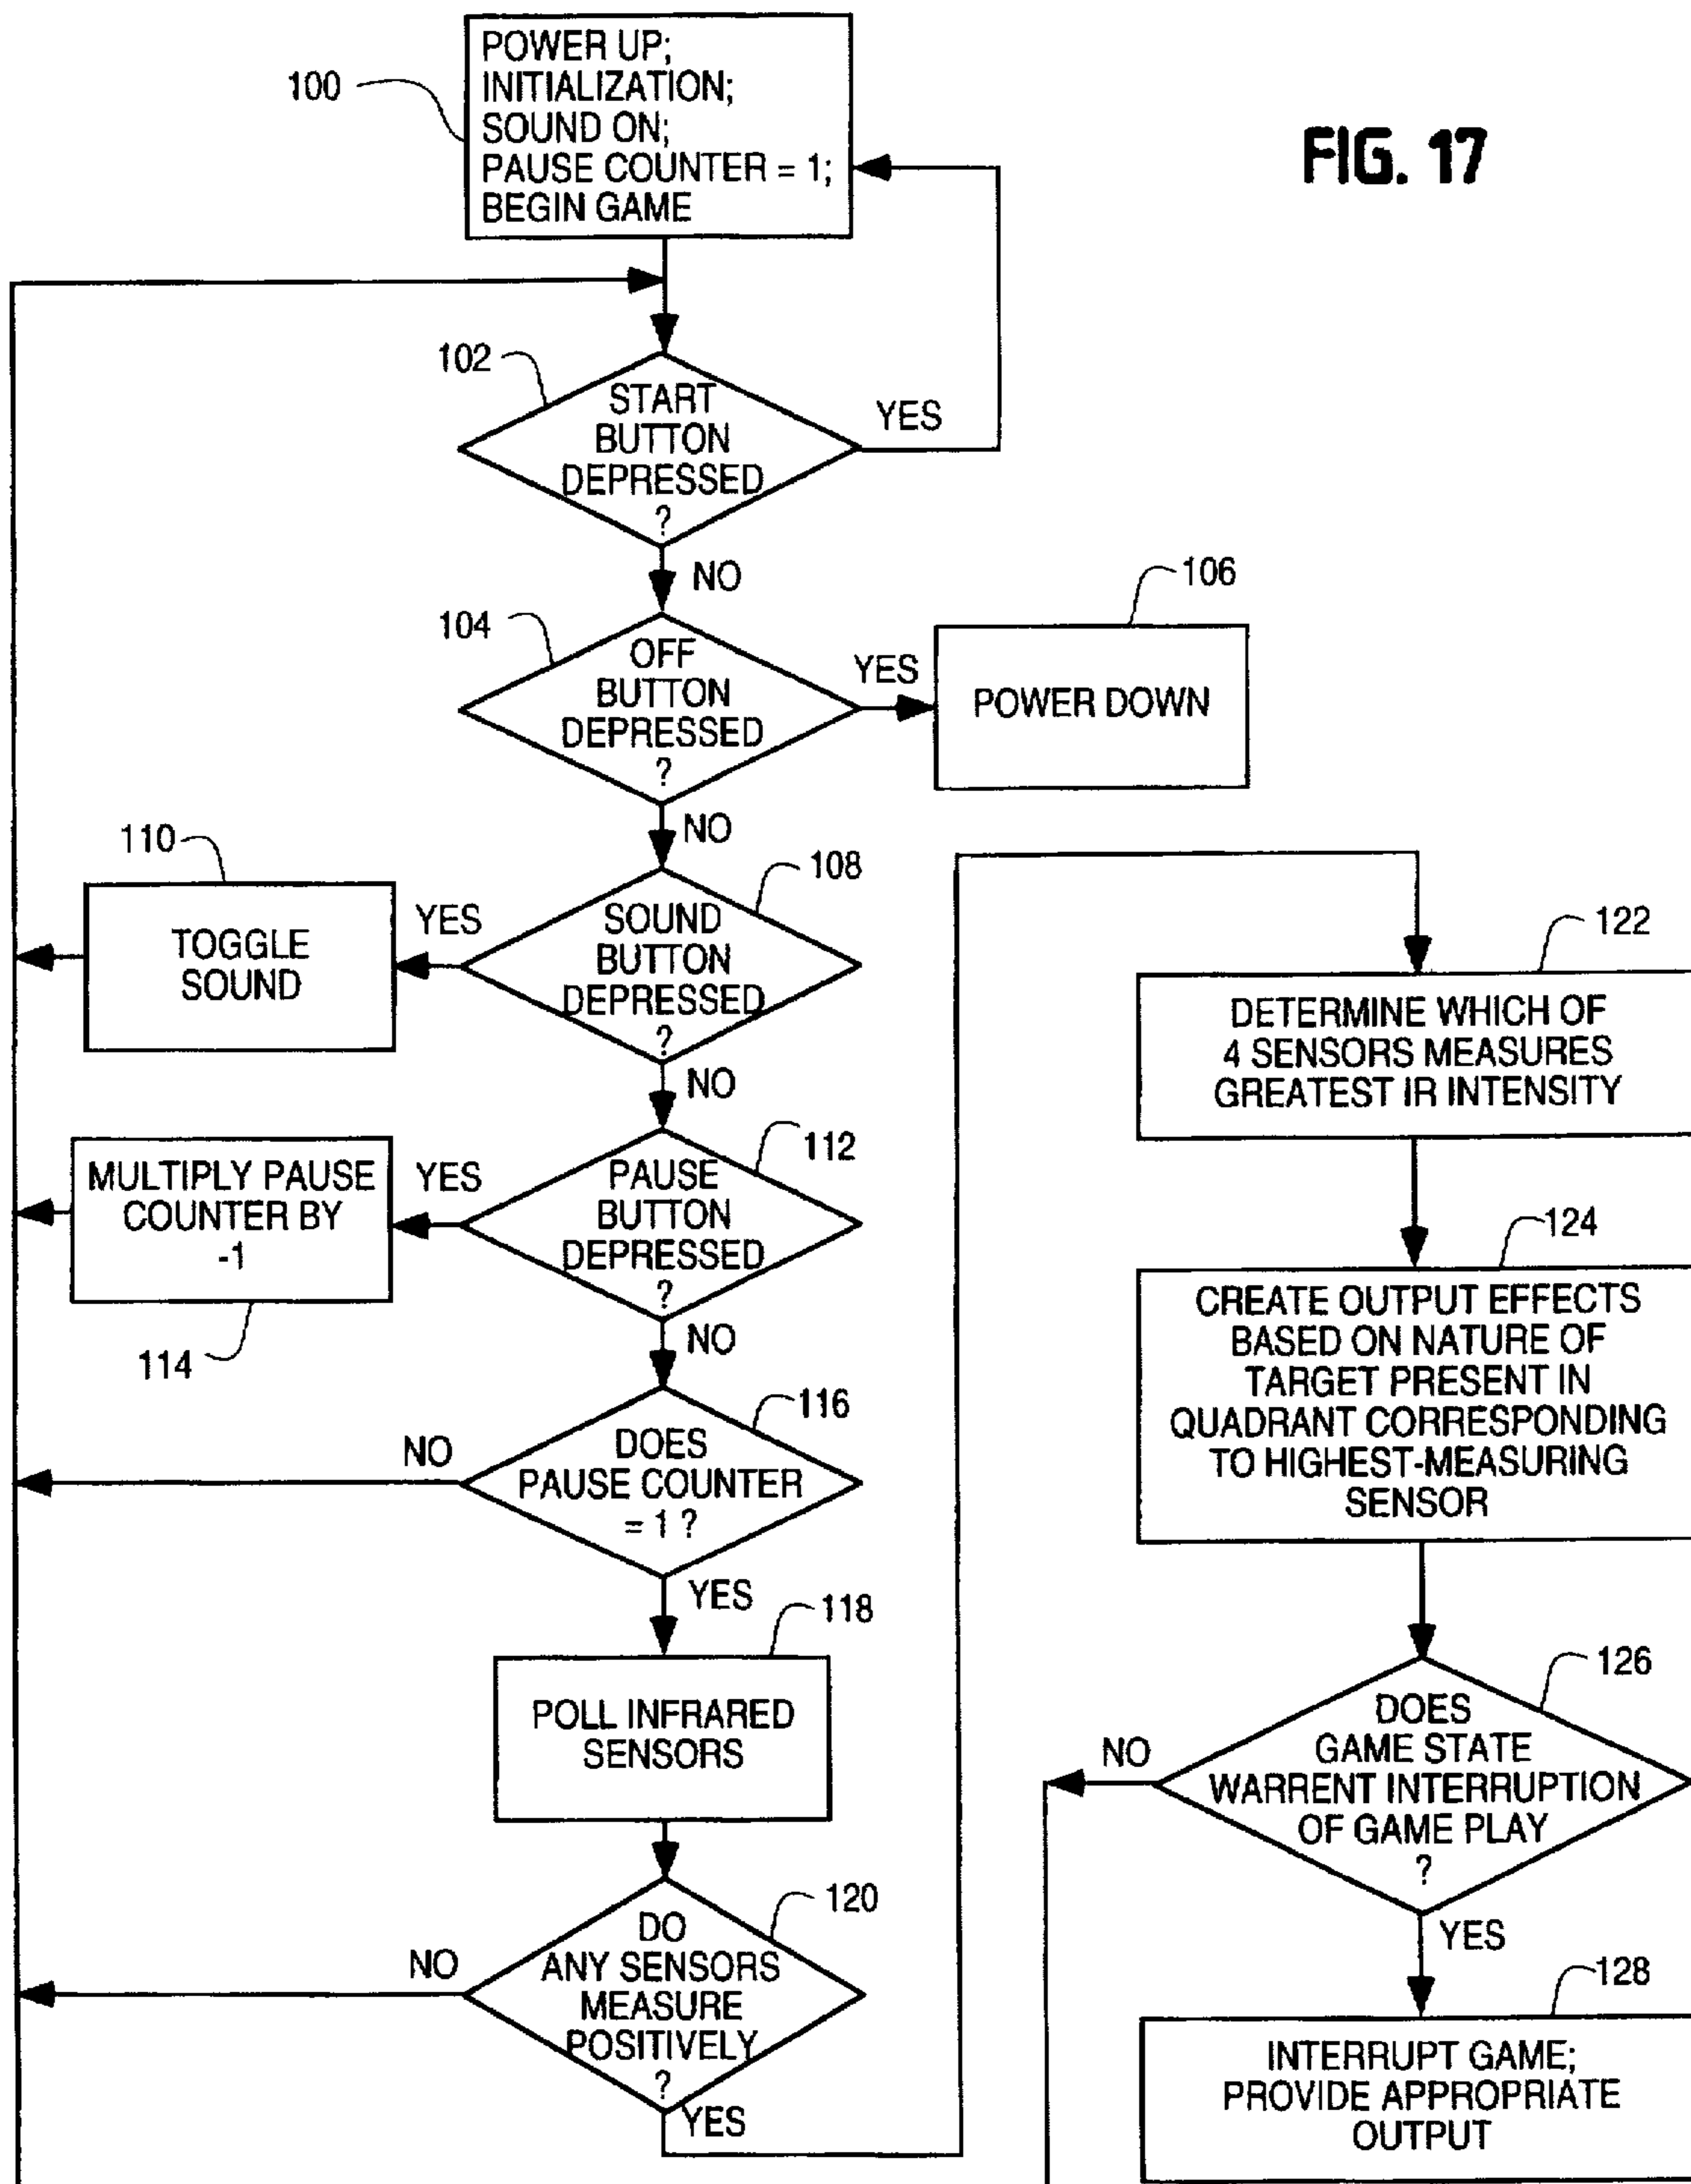 FIG. 17
100
POWER UP;
INITIALIZATION;
SOUND ON;
PAUSE COUNTER = 1;
BEGIN GAME
102
START
BUTTON
DEPRESSED
?
YES
NO
104
OFF
BUTTON
DEPRESSED
?
YES
106
POWER DOWN
NO
108
SOUND
BUTTON
DEPRESSED
?
YES
110
TOGGLE
SOUND
NO
112
PAUSE
BUTTON
DEPRESSED
?
YES
MULTIPLY PAUSE
COUNTER BY
-1
114
NO
116
DOES
PAUSE COUNTER
= 1 ?
NO
YES
118
POLL INFRARED
SENSORS
120
DO
ANY SENSORS
MEASURE
POSITIVELY
?
NO
YES
122
DETERMINE WHICH OF
4 SENSORS MEASURES
GREATEST IR INTENSITY
124
CREATE OUTPUT EFFECTS
BASED ON NATURE OF
TARGET PRESENT IN
QUADRANT CORRESPONDING
TO HIGHEST-MEASURING
SENSOR
126
DOES
GAME STATE
WARRENT INTERRUPTION
OF GAME PLAY
?
NO
YES
128
INTERRUPT GAME;
PROVIDE APPROPRIATE
OUTPUT